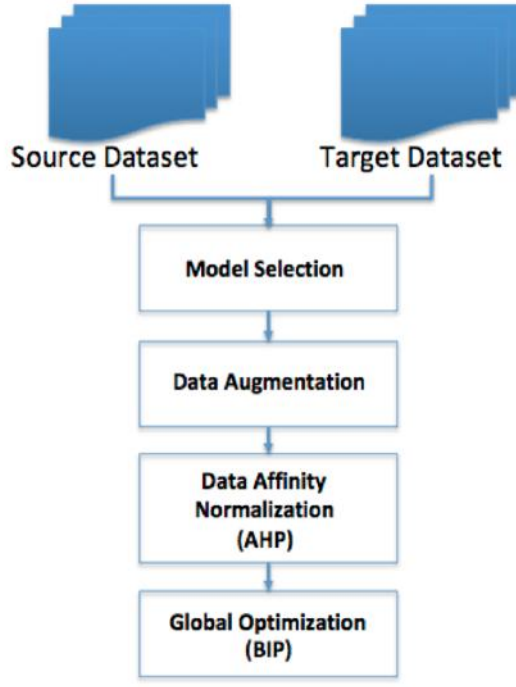 Source Dataset
Target Dataset
Model Selection
Data Augmentation
Data Affinity
Normalization
(AHP)
Global Optimization
(BIP)